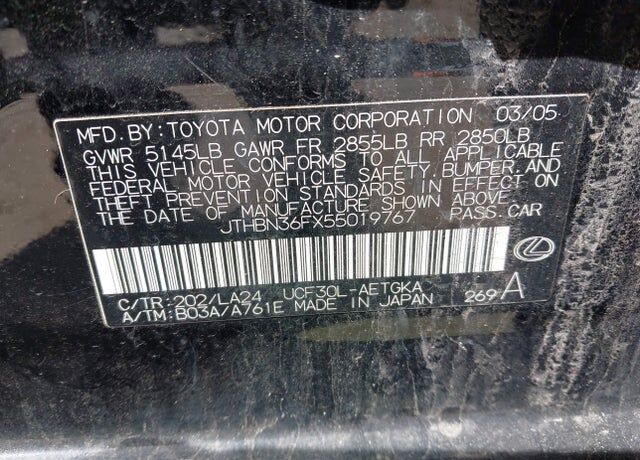 MFD. BY: TOYOTA MOTOR CORPORATION 03/05
GVWR 5145LB GAWR FR 2855LB RR 2850LB
THIS VEHICLE CONFORMS TO ALL APPLICABLE
FEDERAL MOTOR VEHICLE SAFETY, BUMPER, AND
THEFT PREVENTION STANDARDS IN EFFECT ON
THE DATE OF MANUFACTURE SHOWN ABOVE.
JTHBN36FX55019767 PASS. CAR
C/TR: 202/LA24 UCF30L-AETGKA
A/TM: B03A/A761E MADE IN JAPAN 269 A